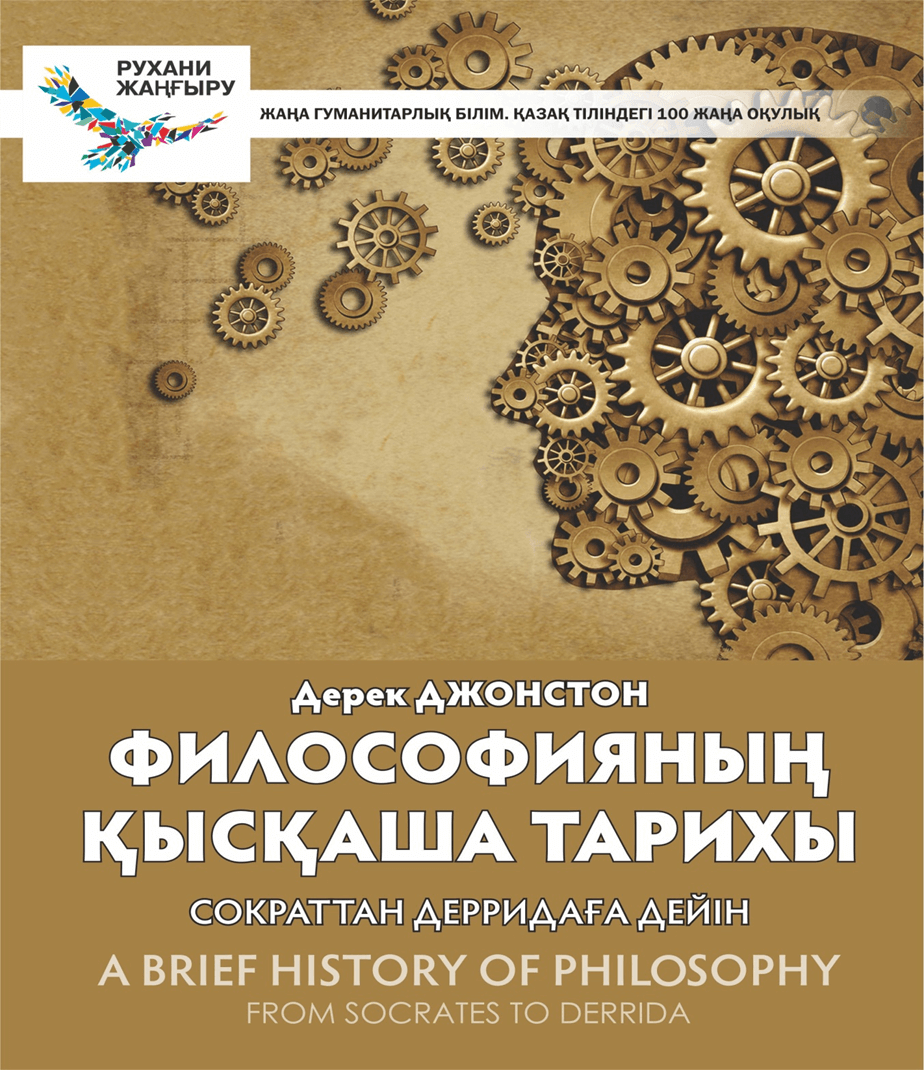 РУХАНИ
ЖАҢҒЫРУ
ЖАҢА ГУМАНИТАРЛЫҚ БІЛІМ. ҚАЗАҚ ТІЛІНДЕГІ 100 ЖАҢА ОҚУЛЫҚ
Дерек ДЖОНСТОН
ФИЛОСОФИЯНЫҢ
ҚЫСҚАША ТАРИХЫ
СОКРАТТАН ДЕРРИДАҒА ДЕЙІН
A BRIEF HISTORY OF PHILOSOPHY
FROM SOCRATES TO DERRIDA